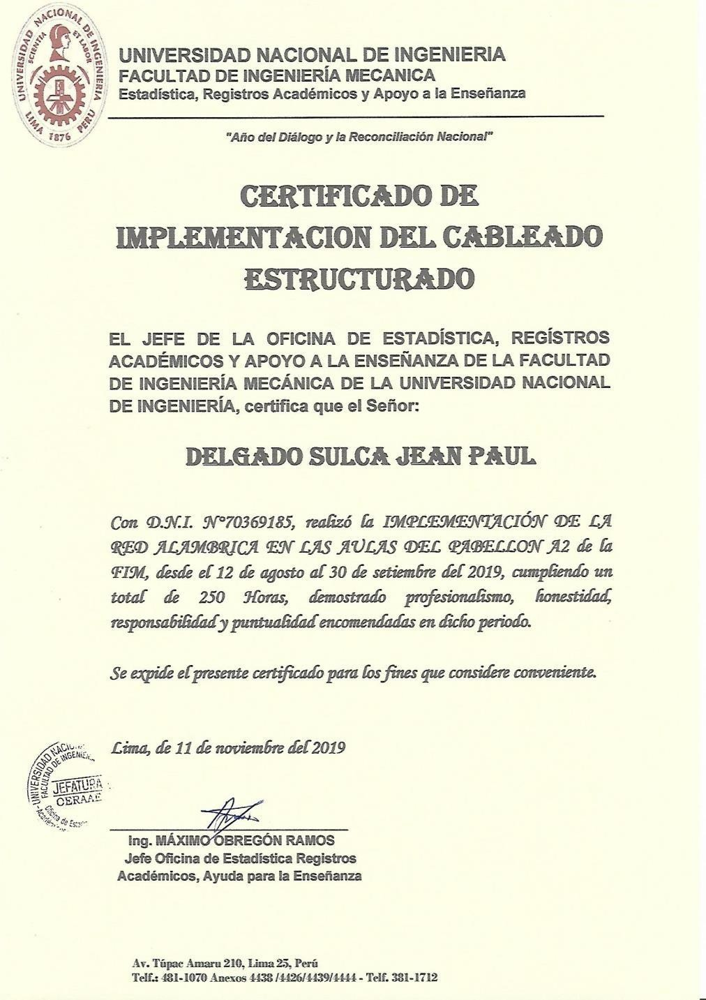 UNIVERSIDAD NACIONAL DE INGENIERIA
SCIENTIA ET LABOR
LIMA 1876 PERU
UNIVERSIDAD NACIONAL DE INGENIERIA
FACULTAD DE INGENIERÍA MECANICA
Estadística, Registros Académicos y Apoyo a la Enseñanza
"Año del Diálogo y la Reconciliación Nacional"
CERTIFICADO DE
IMPLEMENTACION DEL CABLEADO
ESTRUCTURADO
EL JEFE DE LA OFICINA DE ESTADÍSTICA, REGÍSTROS
ACADÉMICOS Y APOYO A LA ENSEÑANZA DE LA FACULTAD
DE INGENIERÍA MECÁNICA DE LA UNIVERSIDAD NACIONAL
DE INGENIERÍA, certifica que el Señor:
DELGADO SULCA JEAN PAUL
Con D.N.I. N°70369185, realizó la IMPLEMENTACIÓN DE LA
RED ALAMBRICA EN LAS AULAS DEL PABELLON A2 de la
FIM, desde el 12 de agosto al 30 de setiembre del 2019, cumpliendo un
total de 250 Horas, demostrado profesionalismo, honestidad,
responsabilidad y puntualidad encomendadas en dicho periodo.
Se expide el presente certificado para los fines que considere conveniente.
Lima, de 11 de noviembre del 2019
UNIVERSIDAD
FACULTAD DE
JEFATURA
Oficina de
Ing. MÁXIMO OBREGÓN RAMOS
Jefe Oficina de Estadística Registros
Académicos, Ayuda para la Enseñanza
Av. Túpac Amaru 210, Lima 25, Perú
Telf.: 481-1070 Anexos 4438 /4426/4439/4444 - Telf. 381-1712